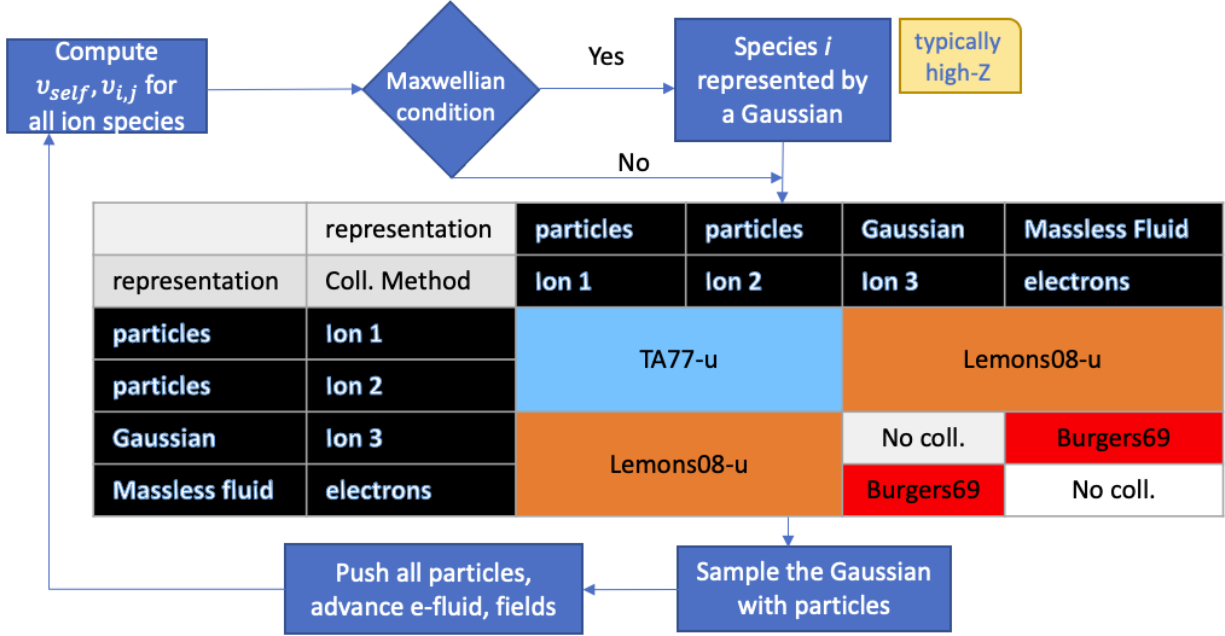 Compute
v_self, v_i,j for
all ion species
Maxwellian
condition
Yes
No
Species i
represented by
a Gaussian
typically
high-Z
representation particles particles Gaussian Massless Fluid
representation Coll. Method Ion 1 Ion 2 Ion 3 electrons
particles Ion 1
TA77-u Lemons08-u
particles Ion 2
Gaussian Ion 3 No coll. Burgers69
Lemons08-u
Massless fluid electrons Burgers69 No coll.
Push all particles,
advance e-fluid, fields
Sample the Gaussian
with particles